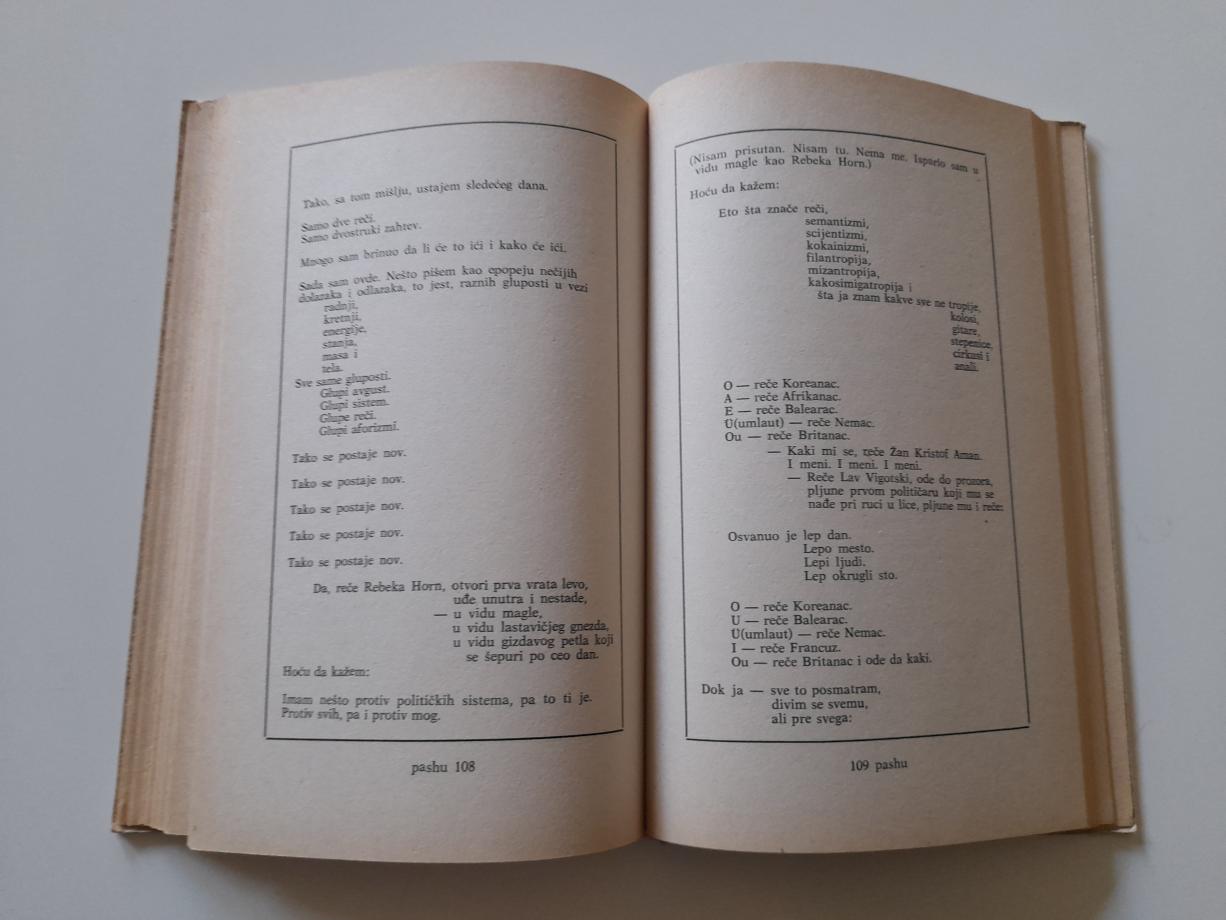 Tako, sa tom mišlju, ustajem sledećeg dana.
Samo dve reči.
Samo dvostruki zahtev.
Mnogo sam brinuo da li će to ići i kako će ići.
Sada sam ovde. Nešto pišem kao epopeju nečijih
dolazaka i odlazaka, to jest, raznih gluposti u vezi
radnji,
kretnji,
energije,
stanja,
masa i
tela.
Sve same gluposti.
Glupi avgust.
Glupi sistem.
Glupe reči.
Glupi aforizmi.
Tako se postaje nov.
Tako se postaje nov.
Tako se postaje nov.
Tako se postaje nov.
Tako se postaje nov.
Da, reče Rebeka Horn, otvori prva vrata levo,
uđe unutra i nestade,
— u vidu magle,
u vidu lastavičjeg gnezda,
u vidu gizdavog petla koji
se šepuri po ceo dan.
Hoću da kažem:
Imam nešto protiv političkih sistema, pa to ti je.
Protiv svih, pa i protiv mog.
pashu 108
(Nisam prisutan. Nisam tu. Nema me. Ispario sam u
vidu magle kao Rebeka Horn.)
Hoću da kažem:
Eto šta znače reči,
semantizmi,
scijentizmi,
kokainizmi,
filantropija,
mizantropija,
kakosimigatropija i
šta ja znam kakve sve ne tropije,
kolosi,
gitare,
stepenice,
cirkusi i
anali.
O — reče Koreanac.
A — reče Afrikanac.
E — reče Balearac.
U(umlaut) — reče Nemac.
Ou — reče Britanac.
— Kaki mi se, reče Žan Kristof Aman.
I meni. I meni. I meni.
— Reče Lav Vigotski, ode do prozora,
pljune prvom političaru koji mu se
nađe pri ruci u lice, pljune mu i reče:
Osvanuo je lep dan.
Lepo mesto.
Lepi ljudi.
Lep okrugli sto.
O — reče Koreanac.
U — reče Balearac.
U(umlaut) — reče Nemac.
I — reče Francuz.
Ou — reče Britanac i ode da kaki.
Dok ja — sve to posmatram,
divim se svemu,
ali pre svega:
109 pashu